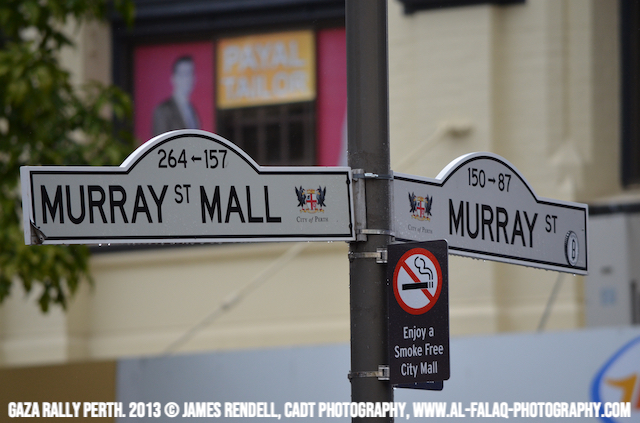 PAYAL
TAILOR
264←157
MURRAY ST MALL
City of Perth
150→87
MURRAY ST
City of Perth
Enjoy a
Smoke Free
City Mall
GAZA RALLY PERTH. 2013 © JAMES RENDELL, CADT PHOTOGRAPHY, WWW.AL-FALAQ-PHOTOGRAPHY.COM